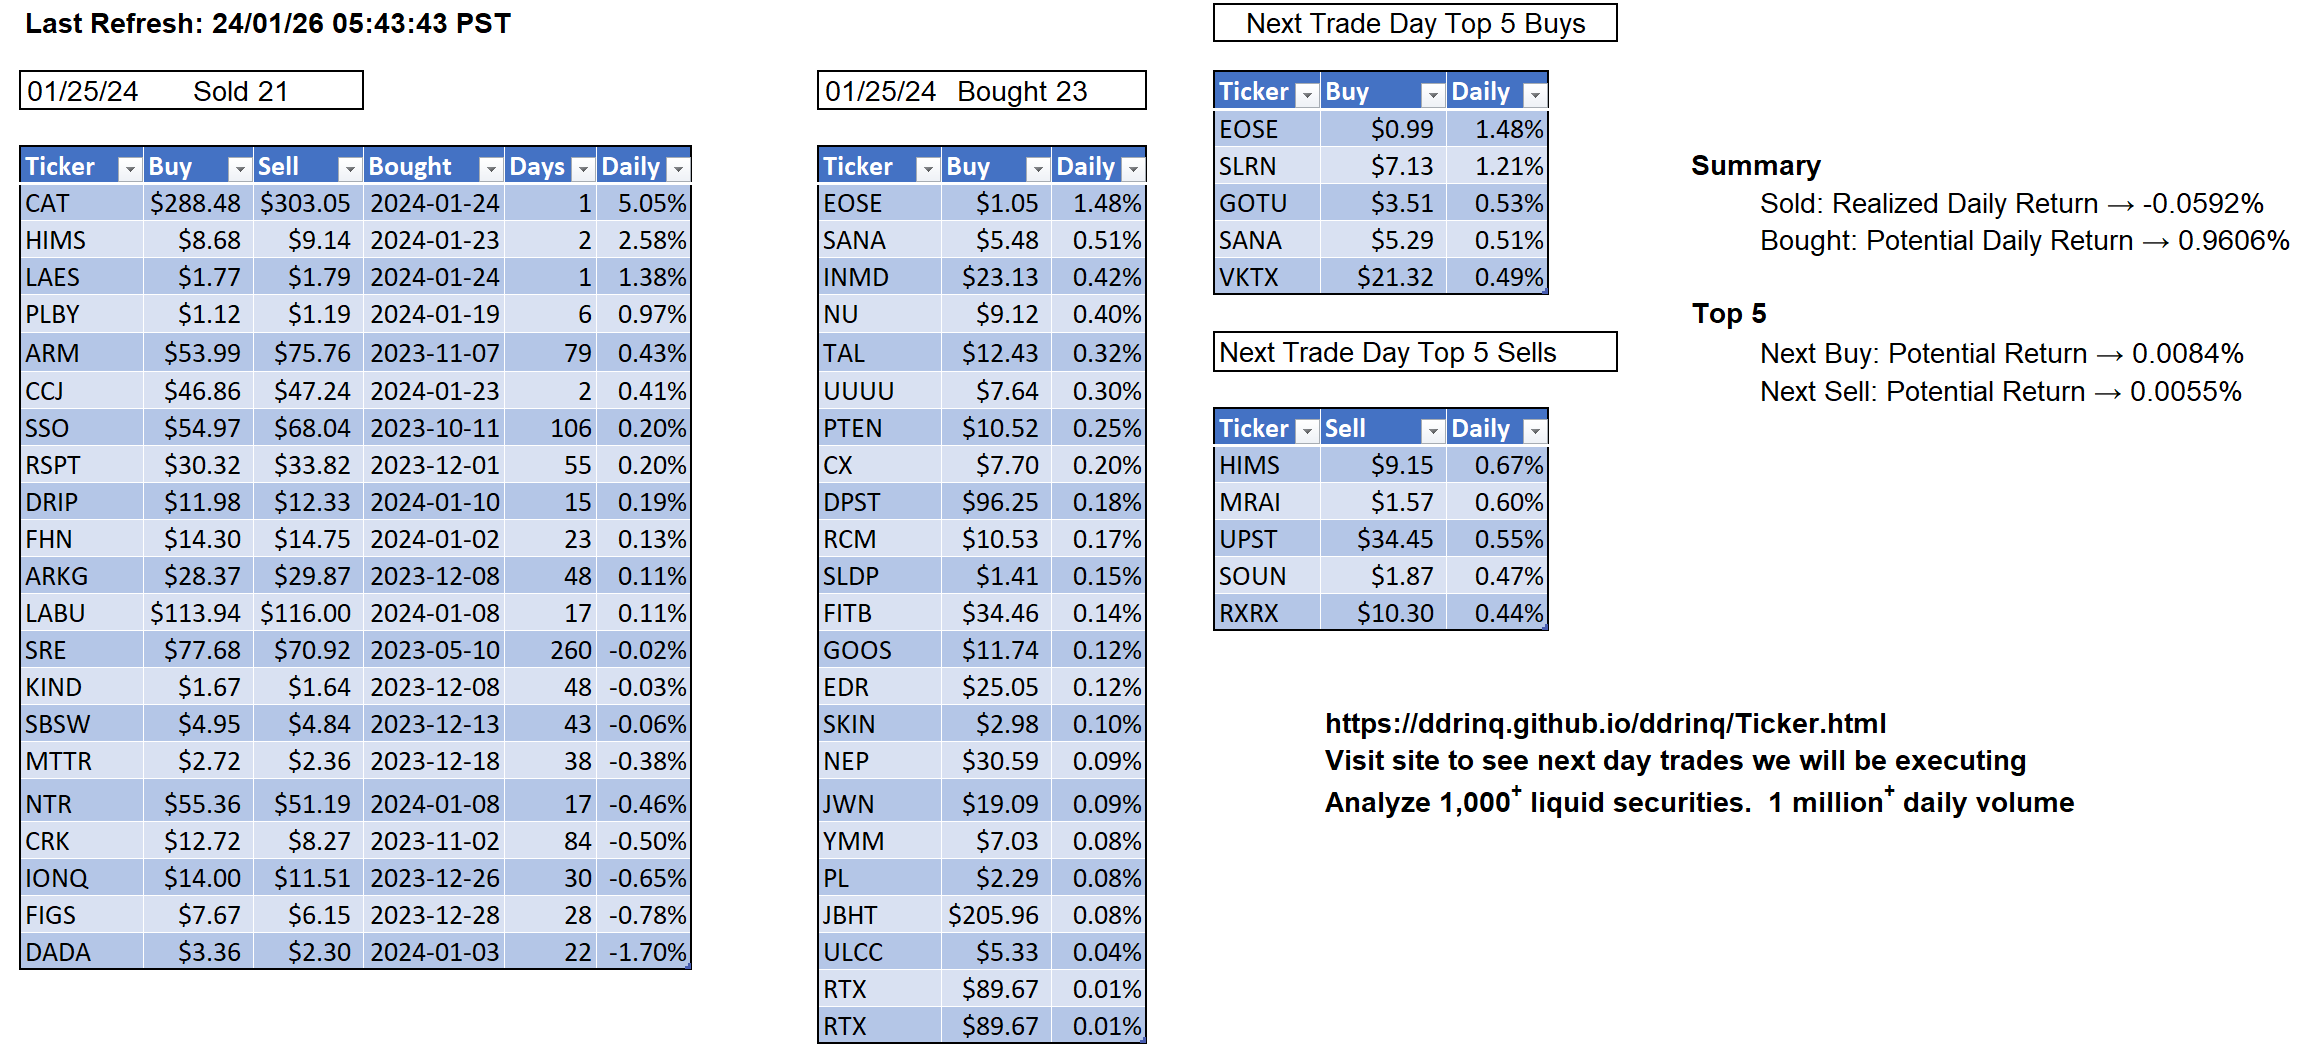 Last Refresh: 24/01/26 05:43:43 PST
01/25/24 Sold 21
Ticker Buy Sell Bought Days Daily
CAT $288.48 $303.05 2024-01-24 1 5.05%
HIMS $8.68 $9.14 2024-01-23 2 2.58%
LAES $1.77 $1.79 2024-01-24 1 1.38%
PLBY $1.12 $1.19 2024-01-19 6 0.97%
ARM $53.99 $75.76 2023-11-07 79 0.43%
CCJ $46.86 $47.24 2024-01-23 2 0.41%
SSO $54.97 $68.04 2023-10-11 106 0.20%
RSPT $30.32 $33.82 2023-12-01 55 0.20%
DRIP $11.98 $12.33 2024-01-10 15 0.19%
FHN $14.30 $14.75 2024-01-02 23 0.13%
ARKG $28.37 $29.87 2023-12-08 48 0.11%
LABU $113.94 $116.00 2024-01-08 17 0.11%
SRE $77.68 $70.92 2023-05-10 260 -0.02%
KIND $1.67 $1.64 2023-12-08 48 -0.03%
SBSW $4.95 $4.84 2023-12-13 43 -0.06%
MTTR $2.72 $2.36 2023-12-18 38 -0.38%
NTR $55.36 $51.19 2024-01-08 17 -0.46%
CRK $12.72 $8.27 2023-11-02 84 -0.50%
IONQ $14.00 $11.51 2023-12-26 30 -0.65%
FIGS $7.67 $6.15 2023-12-28 28 -0.78%
DADA $3.36 $2.30 2024-01-03 22 -1.70%
01/25/24 Bought 23
Ticker Buy Daily
EOSE $1.05 1.48%
SANA $5.48 0.51%
INMD $23.13 0.42%
NU $9.12 0.40%
TAL $12.43 0.32%
UUUU $7.64 0.30%
PTEN $10.52 0.25%
CX $7.70 0.20%
DPST $96.25 0.18%
RCM $10.53 0.17%
SLDP $1.41 0.15%
FITB $34.46 0.14%
GOOS $11.74 0.12%
EDR $25.05 0.12%
SKIN $2.98 0.10%
NEP $30.59 0.09%
JWN $19.09 0.09%
YMM $7.03 0.08%
PL $2.29 0.08%
JBHT $205.96 0.08%
ULCC $5.33 0.04%
RTX $89.67 0.01%
RTX $89.67 0.01%
Next Trade Day Top 5 Buys
Ticker Buy Daily
EOSE $0.99 1.48%
SLRN $7.13 1.21%
GOTU $3.51 0.53%
SANA $5.29 0.51%
VKTX $21.32 0.49%
Next Trade Day Top 5 Sells
Ticker Sell Daily
HIMS $9.15 0.67%
MRAI $1.57 0.60%
UPST $34.45 0.55%
SOUN $1.87 0.47%
RXRX $10.30 0.44%
Summary
Sold: Realized Daily Return → -0.0592%
Bought: Potential Daily Return → 0.9606%
Top 5
Next Buy: Potential Return → 0.0084%
Next Sell: Potential Return → 0.0055%
https://ddrinq.github.io/ddrinq/Ticker.html
Visit site to see next day trades we will be executing
Analyze 1,000+ liquid securities. 1 million+ daily volume